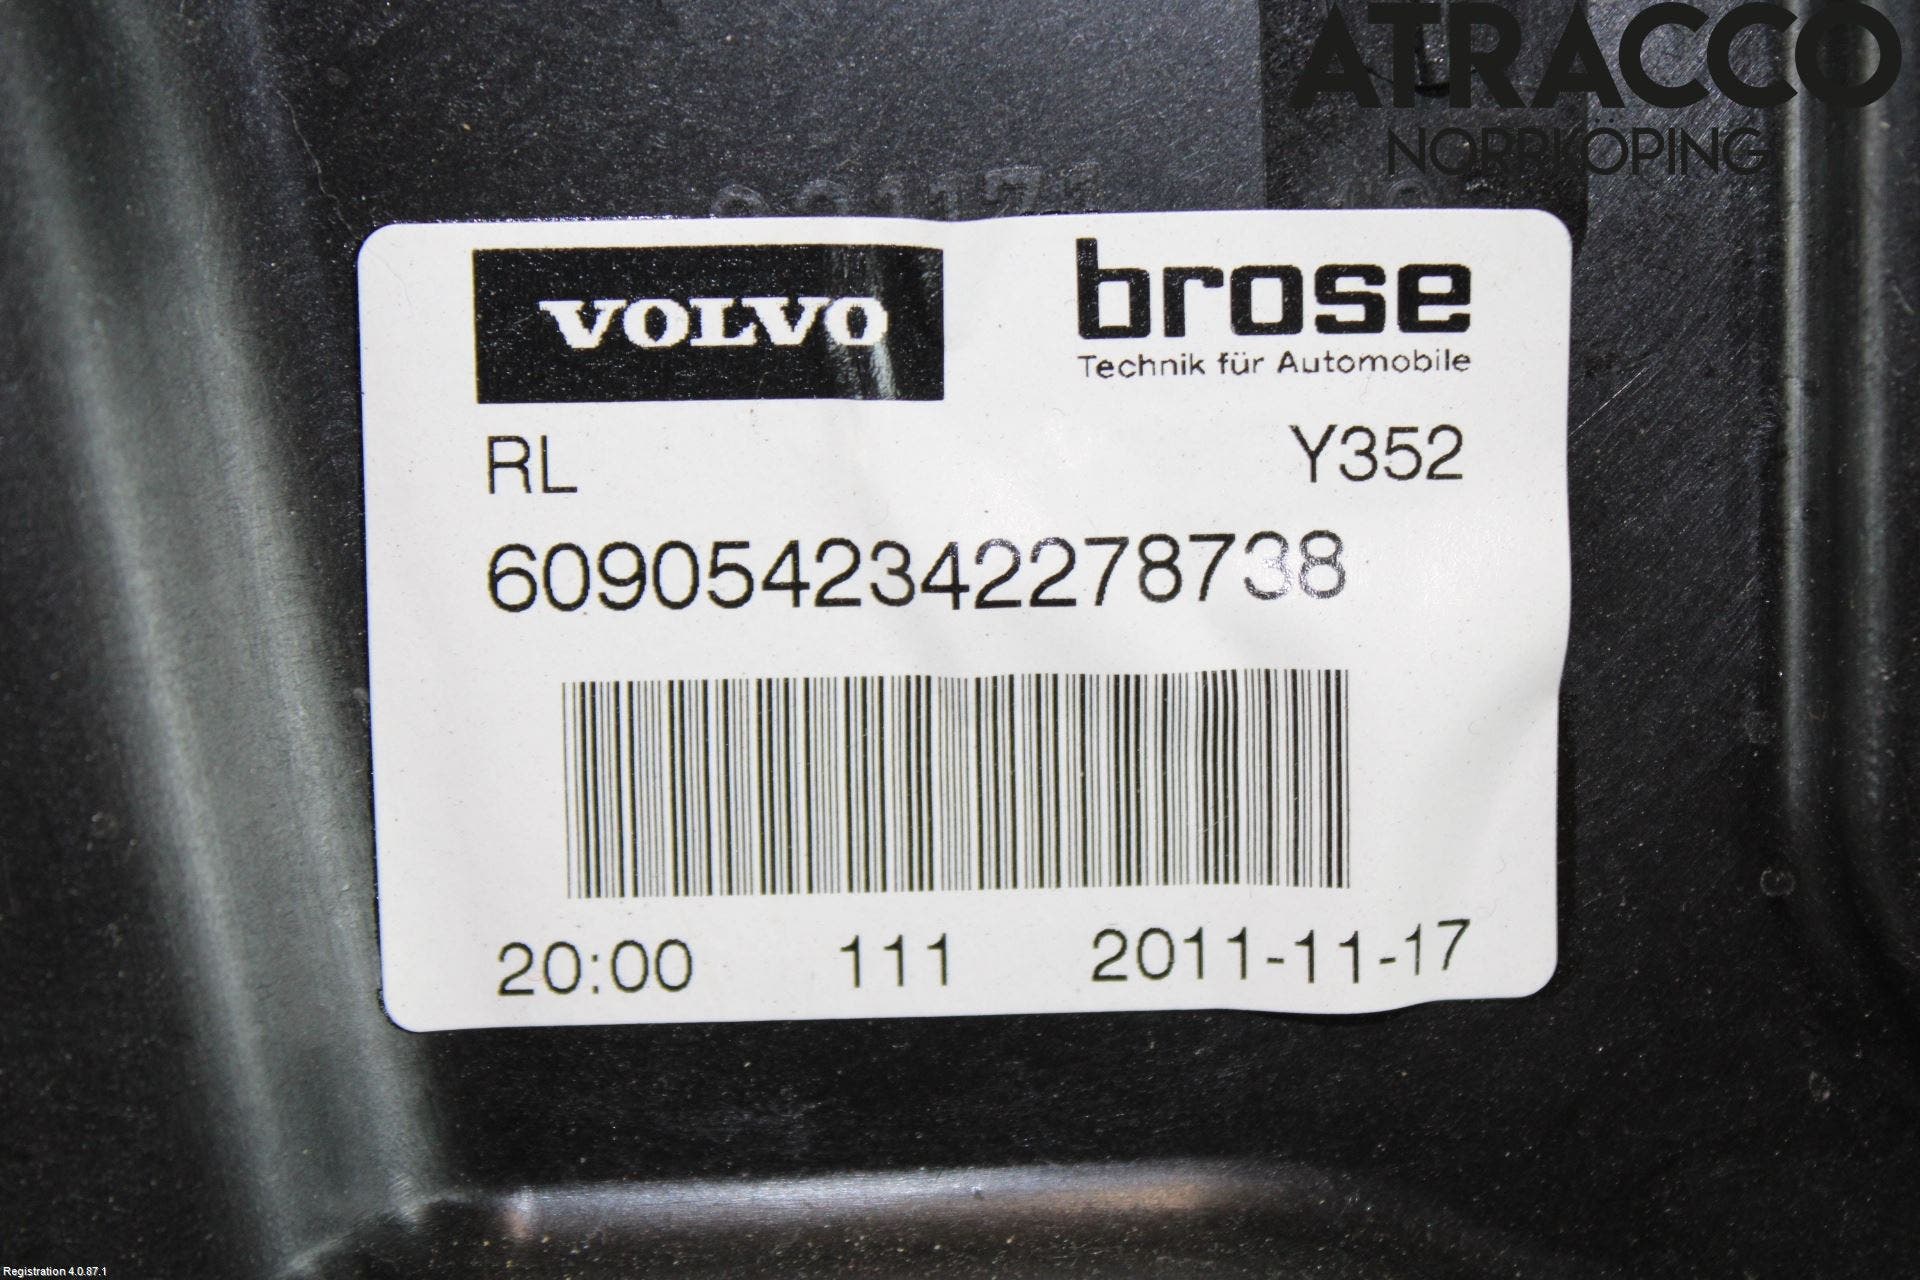 ATRACCO
NORRKÖPING
VOLVO
brose
Technik für Automobile
RL Y352
6090542342278738
20:00 111 2011-11-17
Registration 4.0.87.1